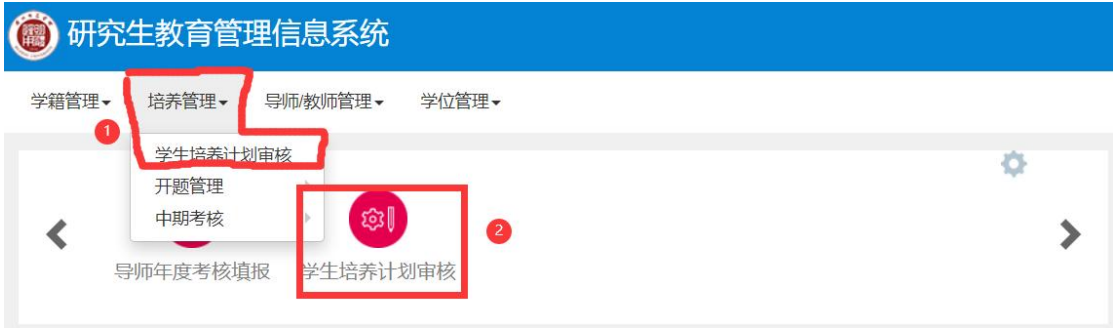 研究生教育管理信息系统
学籍管理 培养管理 导师/教师管理 学位管理
1
学生培养计划审核
开题管理
中期考核
2
导师年度考核填报 学生培养计划审核